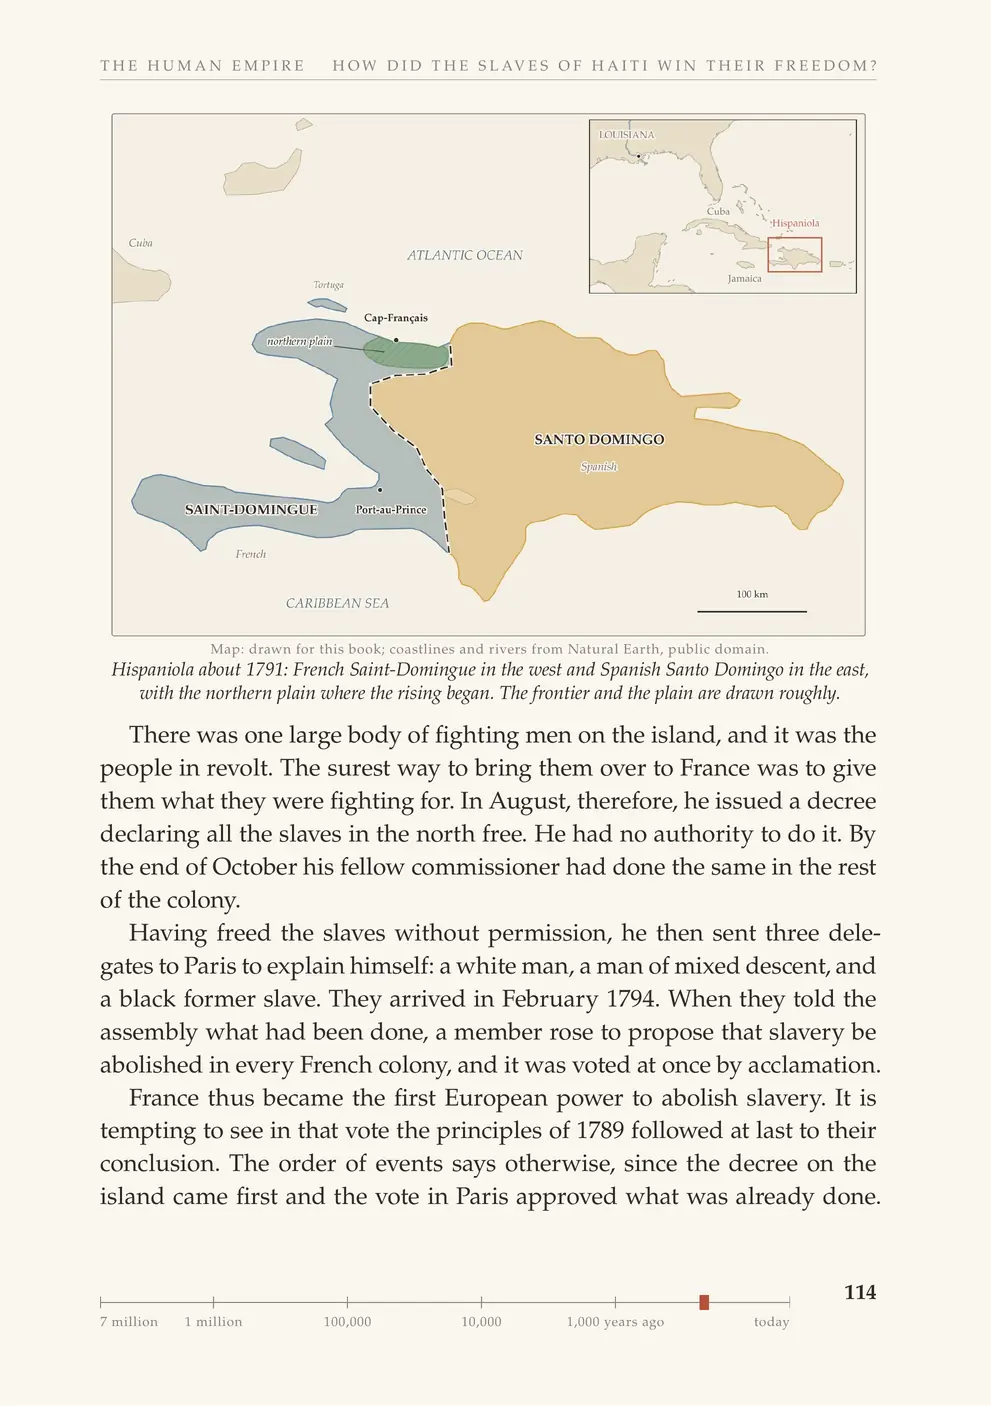 THE HUMAN EMPIRE HOW DID THE SLAVES OF HAITI WIN THEIR FREEDOM?
LOUISIANA
Cuba
Hispaniola
Jamaica
Cuba
ATLANTIC OCEAN
Tortuga
Cap-Français
northern plain
SANTO DOMINGO
Spanish
SAINT-DOMINGUE
Port-au-Prince
French
CARIBBEAN SEA
100 km
Map: drawn for this book; coastlines and rivers from Natural Earth, public domain.
Hispaniola about 1791: French Saint-Domingue in the west and Spanish Santo Domingo in the east,
with the northern plain where the rising began. The frontier and the plain are drawn roughly.
There was one large body of fighting men on the island, and it was the
people in revolt. The surest way to bring them over to France was to give
them what they were fighting for. In August, therefore, he issued a decree
declaring all the slaves in the north free. He had no authority to do it. By
the end of October his fellow commissioner had done the same in the rest
of the colony.
Having freed the slaves without permission, he then sent three dele-
gates to Paris to explain himself: a white man, a man of mixed descent, and
a black former slave. They arrived in February 1794. When they told the
assembly what had been done, a member rose to propose that slavery be
abolished in every French colony, and it was voted at once by acclamation.
France thus became the first European power to abolish slavery. It is
tempting to see in that vote the principles of 1789 followed at last to their
conclusion. The order of events says otherwise, since the decree on the
island came first and the vote in Paris approved what was already done.
114
7 million 1 million 100,000 10,000 1,000 years ago today